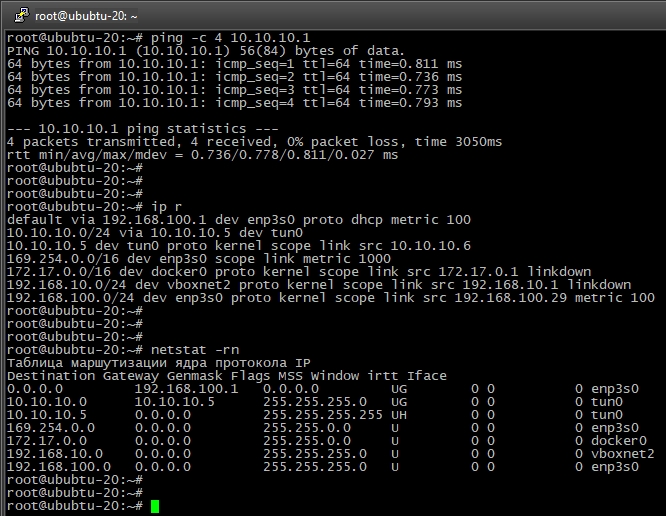 root@ububtu-20: ~
root@ububtu-20:~# ping -c 4 10.10.10.1
PING 10.10.10.1 (10.10.10.1) 56(84) bytes of data.
64 bytes from 10.10.10.1: icmp_seq=1 ttl=64 time=0.811 ms
64 bytes from 10.10.10.1: icmp_seq=2 ttl=64 time=0.736 ms
64 bytes from 10.10.10.1: icmp_seq=3 ttl=64 time=0.773 ms
64 bytes from 10.10.10.1: icmp_seq=4 ttl=64 time=0.793 ms
--- 10.10.10.1 ping statistics ---
4 packets transmitted, 4 received, 0% packet loss, time 3050ms
rtt min/avg/max/mdev = 0.736/0.778/0.811/0.027 ms
root@ububtu-20:~#
root@ububtu-20:~#
root@ububtu-20:~# ip r
default via 192.168.100.1 dev enp3s0 proto dhcp metric 100
10.10.10.0/24 via 10.10.10.5 dev tun0
10.10.10.5 dev tun0 proto kernel scope link src 10.10.10.6
169.254.0.0/16 dev enp3s0 scope link metric 1000
172.17.0.0/16 dev docker0 proto kernel scope link src 172.17.0.1 linkdown
192.168.10.0/24 dev vboxnet2 proto kernel scope link src 192.168.10.1 linkdown
192.168.100.0/24 dev enp3s0 proto kernel scope link src 192.168.100.29 metric 100
root@ububtu-20:~#
root@ububtu-20:~#
root@ububtu-20:~# netstat -rn
Таблица маршутизации ядра протокола IP
Destination Gateway Genmask Flags MSS Window irtt Iface
0.0.0.0 192.168.100.1 0.0.0.0 UG 0 0 0 enp3s0
10.10.10.0 10.10.10.5 255.255.255.0 UG 0 0 0 tun0
10.10.10.5 0.0.0.0 255.255.255.255 UH 0 0 0 tun0
169.254.0.0 0.0.0.0 255.255.0.0 U 0 0 0 enp3s0
172.17.0.0 0.0.0.0 255.255.0.0 U 0 0 0 docker0
192.168.10.0 0.0.0.0 255.255.255.0 U 0 0 0 vboxnet2
192.168.100.0 0.0.0.0 255.255.255.0 U 0 0 0 enp3s0
root@ububtu-20:~#
root@ububtu-20:~#
root@ububtu-20:~#